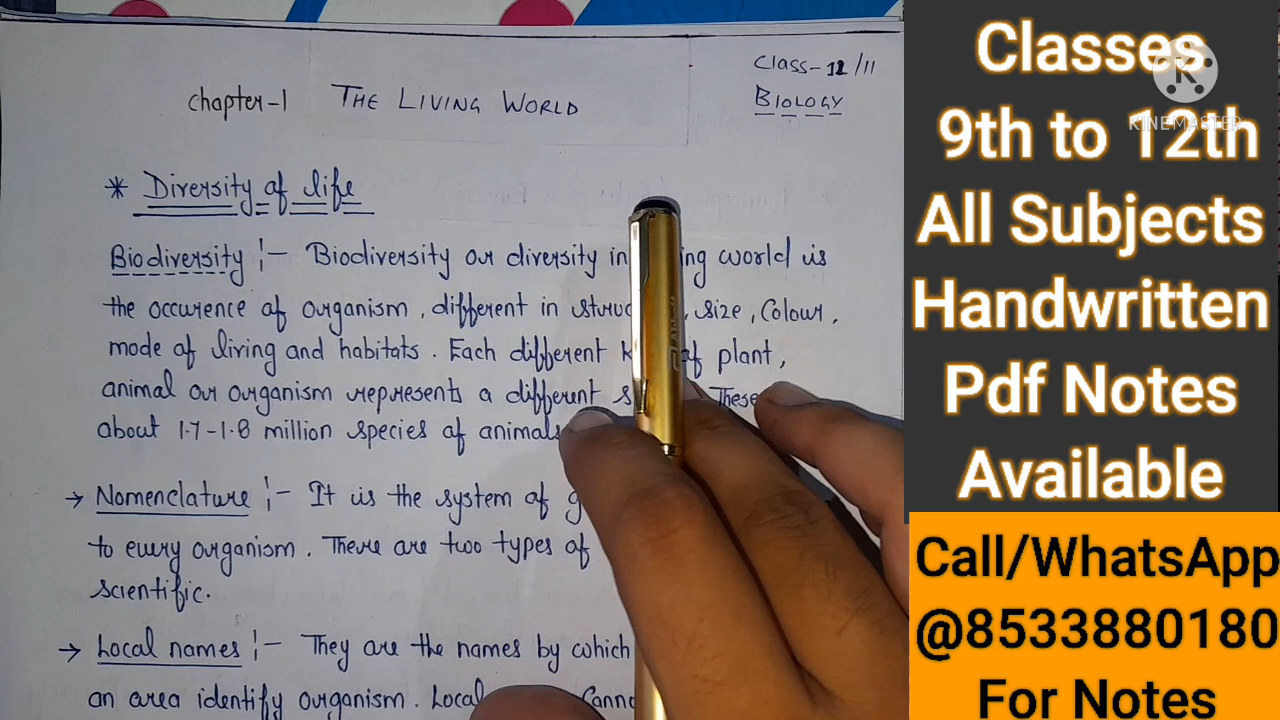 Class-11/11
Chapter-1 THE LIVING WORLD
BIOLOGY
* Diversity of life
Biodiversity :- Biodiversity or diversity in world is
the occurence of organism, different in size, Colour,
mode of living and habitats. Each different of plant,
animal or organism represents a different These
about 1.7-1.8 million species of animals
→ Nomenclature :- It is the system of
to every organism. There are two types of
scientific.
→ Local names :- They are the names by which
an area identify organism. Local
Classes
9th to 12th
All Subjects
Handwritten
Pdf Notes
Available
KINEMASTER
Call/WhatsApp
@8533880180
For Notes